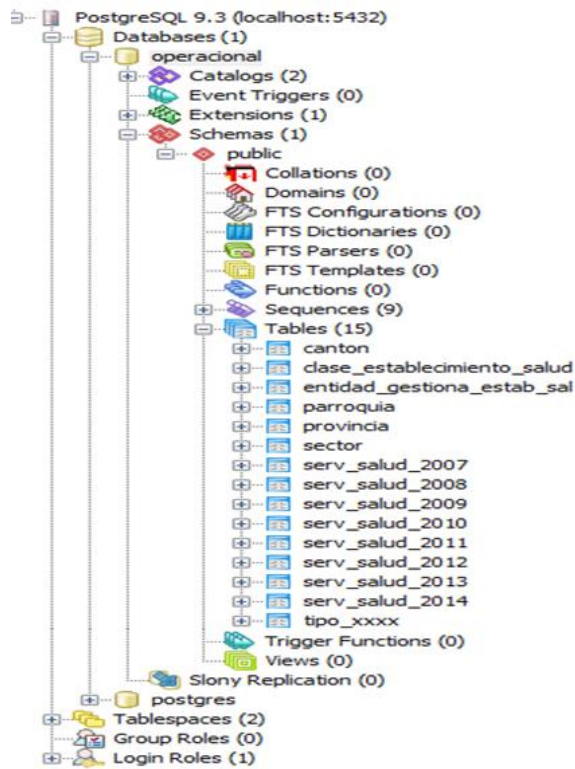 PostgreSQL 9.3 (localhost:5432)
Databases (1)
operacional
Catalogs (2)
Event Triggers (0)
Extensions (1)
Schemas (1)
public
Collations (0)
Domains (0)
FTS Configurations (0)
FTS Dictionaries (0)
FTS Parsers (0)
FTS Templates (0)
Functions (0)
Sequences (9)
Tables (15)
canton
clase_establecimiento_salud
entidad_gestiona_estab_sal
parroquia
provincia
sector
serv_salud_2007
serv_salud_2008
serv_salud_2009
serv_salud_2010
serv_salud_2011
serv_salud_2012
serv_salud_2013
serv_salud_2014
tipo_xxxx
Trigger Functions (0)
Views (0)
Slony Replication (0)
postgres
Tablespaces (2)
Group Roles (0)
Login Roles (1)